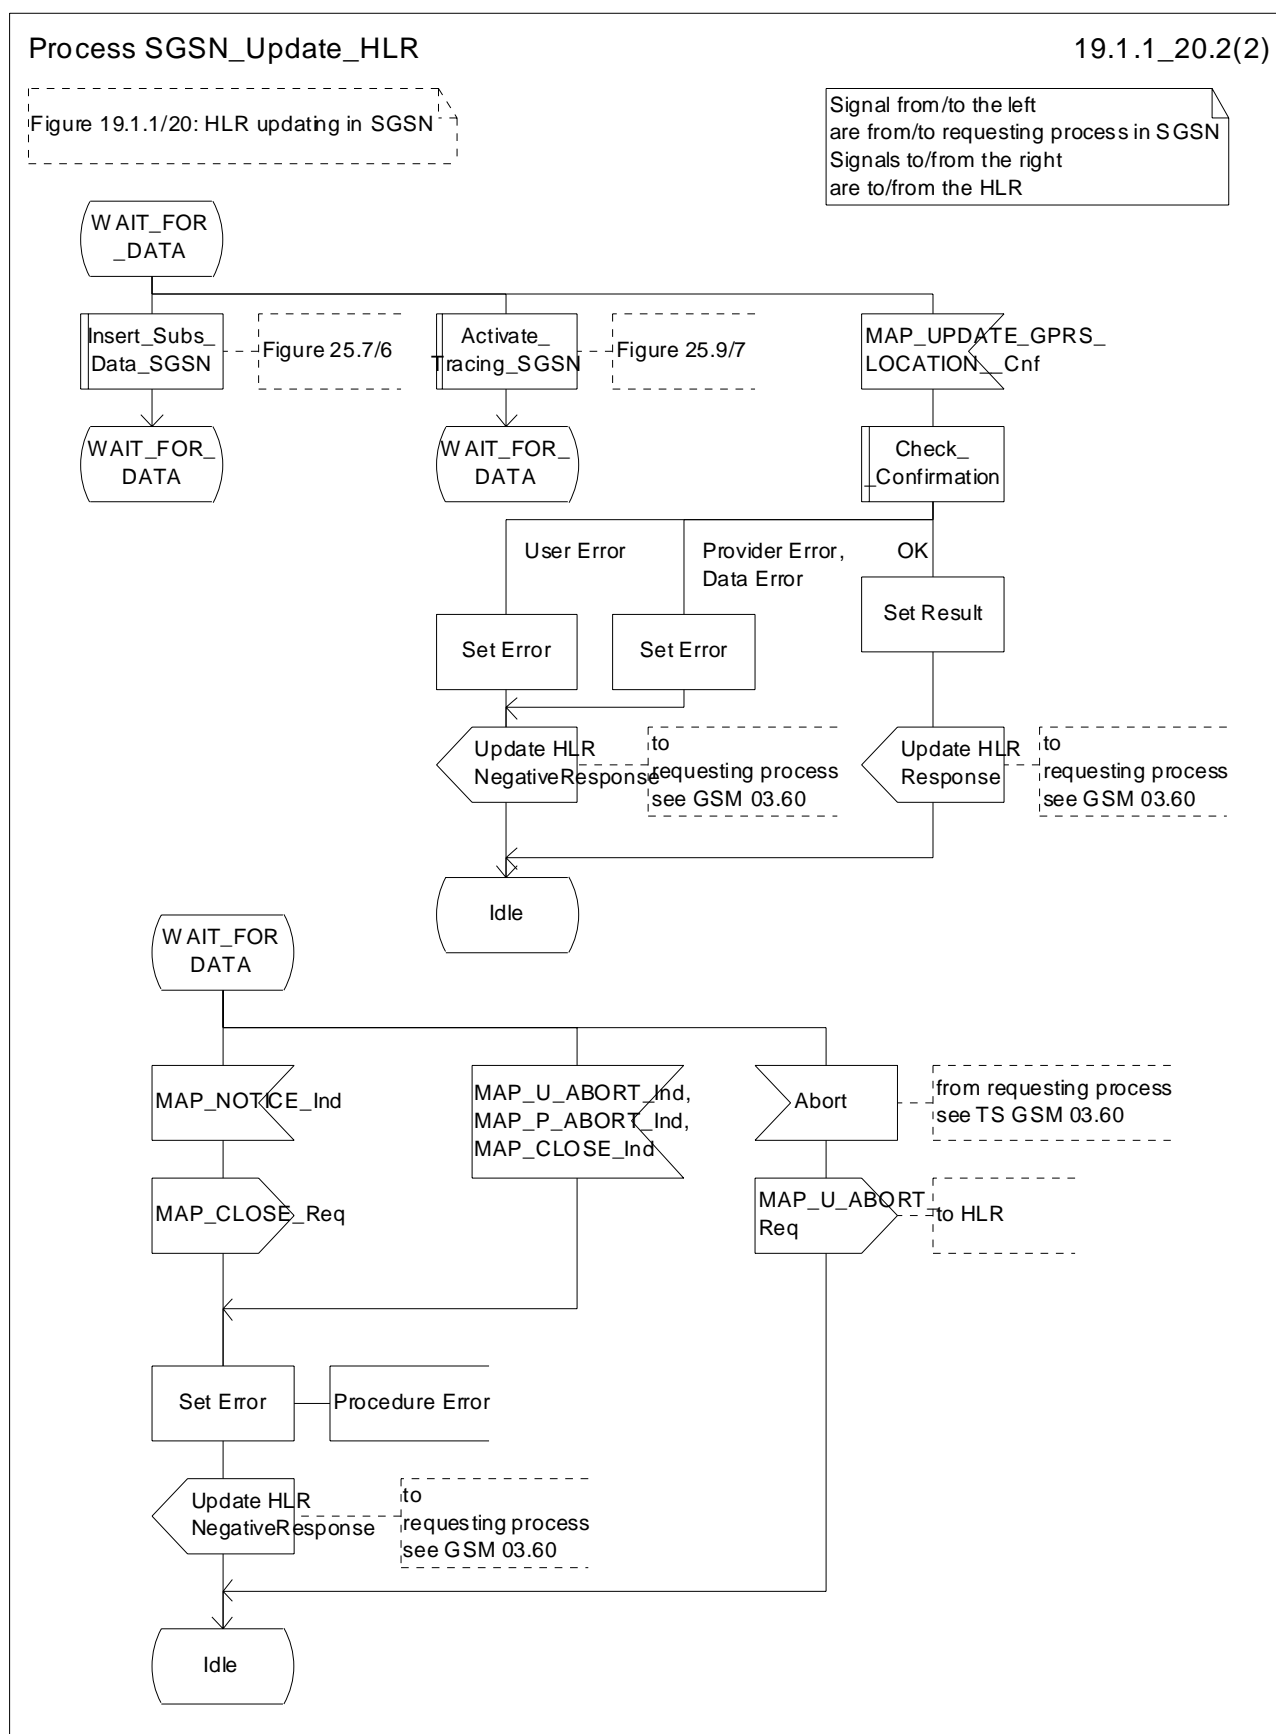 Process SGSN_Update_HLR
19.1.1_20.2(2)
Figure 19.1.1/20: HLR updating in SGSN
Signal from/to the left
are from/to requesting process in SGSN
Signals to/from the right
are to/from the HLR
WAIT_FOR
_DATA
Insert_Subs_
Data_SGSN
Figure 25.7/6
Activate_
Tracing_SGSN
Figure 25.9/7
MAP_UPDATE_GPRS_
LOCATION__Cnf
WAIT_FOR_
DATA
WAIT_FOR_
DATA
Check_
_Confirmation
User Error
Provider Error,
Data Error
OK
Set Error
Set Error
Set Result
Update HLR
NegativeResponse
to
requesting process
see GSM 03.60
Update HLR
Response
to
requesting process
see GSM 03.60
Idle
WAIT_FOR
DATA
MAP_NOTICE_Ind
MAP_U_ABORT_Ind,
MAP_P_ABORT_Ind,
MAP_CLOSE_Ind
Abort
from requesting process
see TS GSM 03.60
MAP_CLOSE_Req
MAP_U_ABORT_
Req
to HLR
Set Error
Procedure Error
Update HLR
NegativeResponse
to
requesting process
see GSM 03.60
Idle